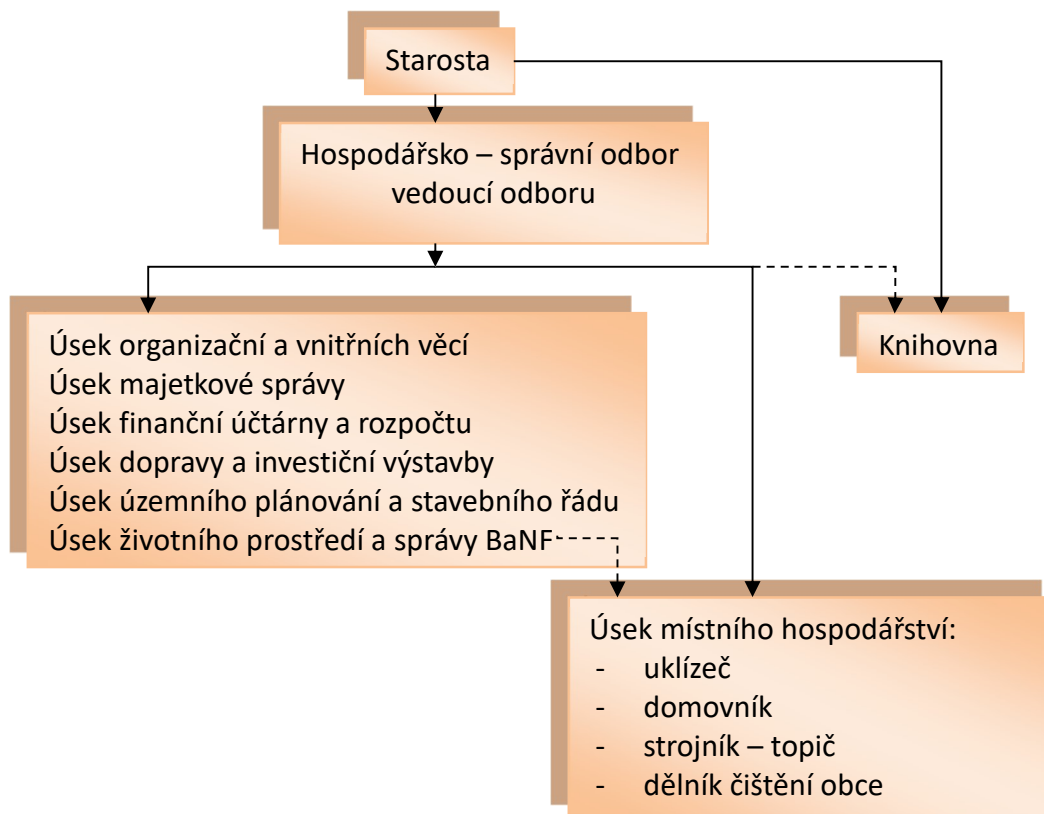 Starosta
Hospodářsko – správní odbor
vedoucí odboru
Úsek organizační a vnitřních věcí
Úsek majetkové správy
Úsek finanční účtárny a rozpočtu
Úsek dopravy a investiční výstavby
Úsek územního plánování a stavebního řádu
Úsek životního prostředí a správy BaNF
Knihovna
Úsek místního hospodářství:
- uklízeč
- domovník
- strojník – topič
- dělník čištění obce